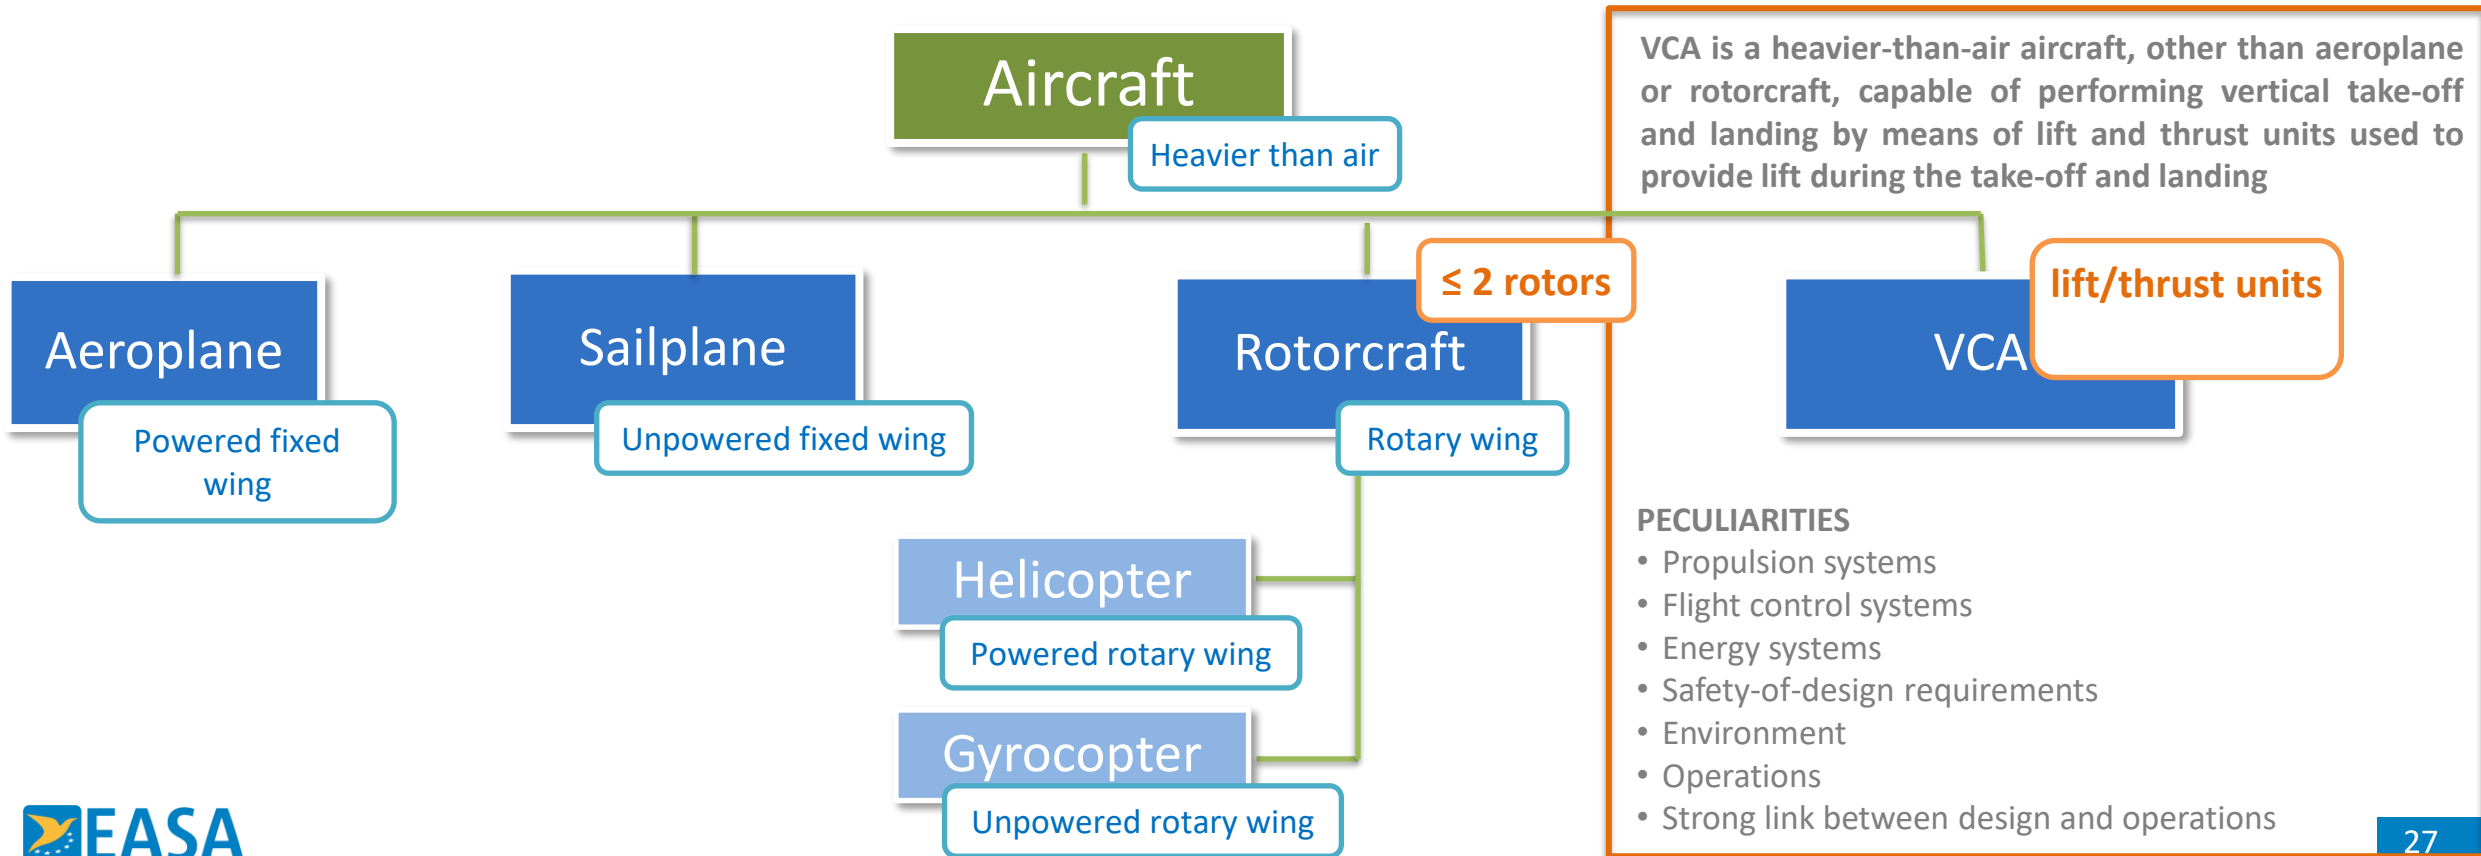 Aircraft
Heavier than air
VCA is a heavier-than-air aircraft, other than aeroplane
or rotorcraft, capable of performing vertical take-off
and landing by means of lift and thrust units used to
provide lift during the take-off and landing
Aeroplane
Powered fixed
wing
Sailplane
Unpowered fixed wing
≤ 2 rotors
Rotorcraft
Rotary wing
lift/thrust units
VCA
Helicopter
Powered rotary wing
Gyrocopter
Unpowered rotary wing
PECULIARITIES
• Propulsion systems
• Flight control systems
• Energy systems
• Safety-of-design requirements
• Environment
• Operations
• Strong link between design and operations
EASA
27